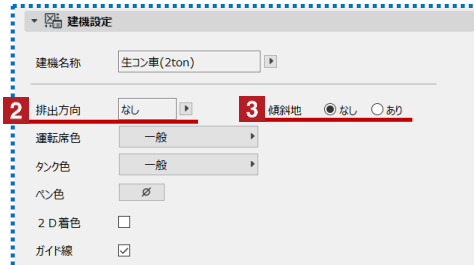 建機設定
建機名称 生コン車(2ton)
2 排出方向 なし 3 傾斜地 なし あり
運転席色 一般
タンク色 一般
ペン色
２Ｄ着色
ガイド線